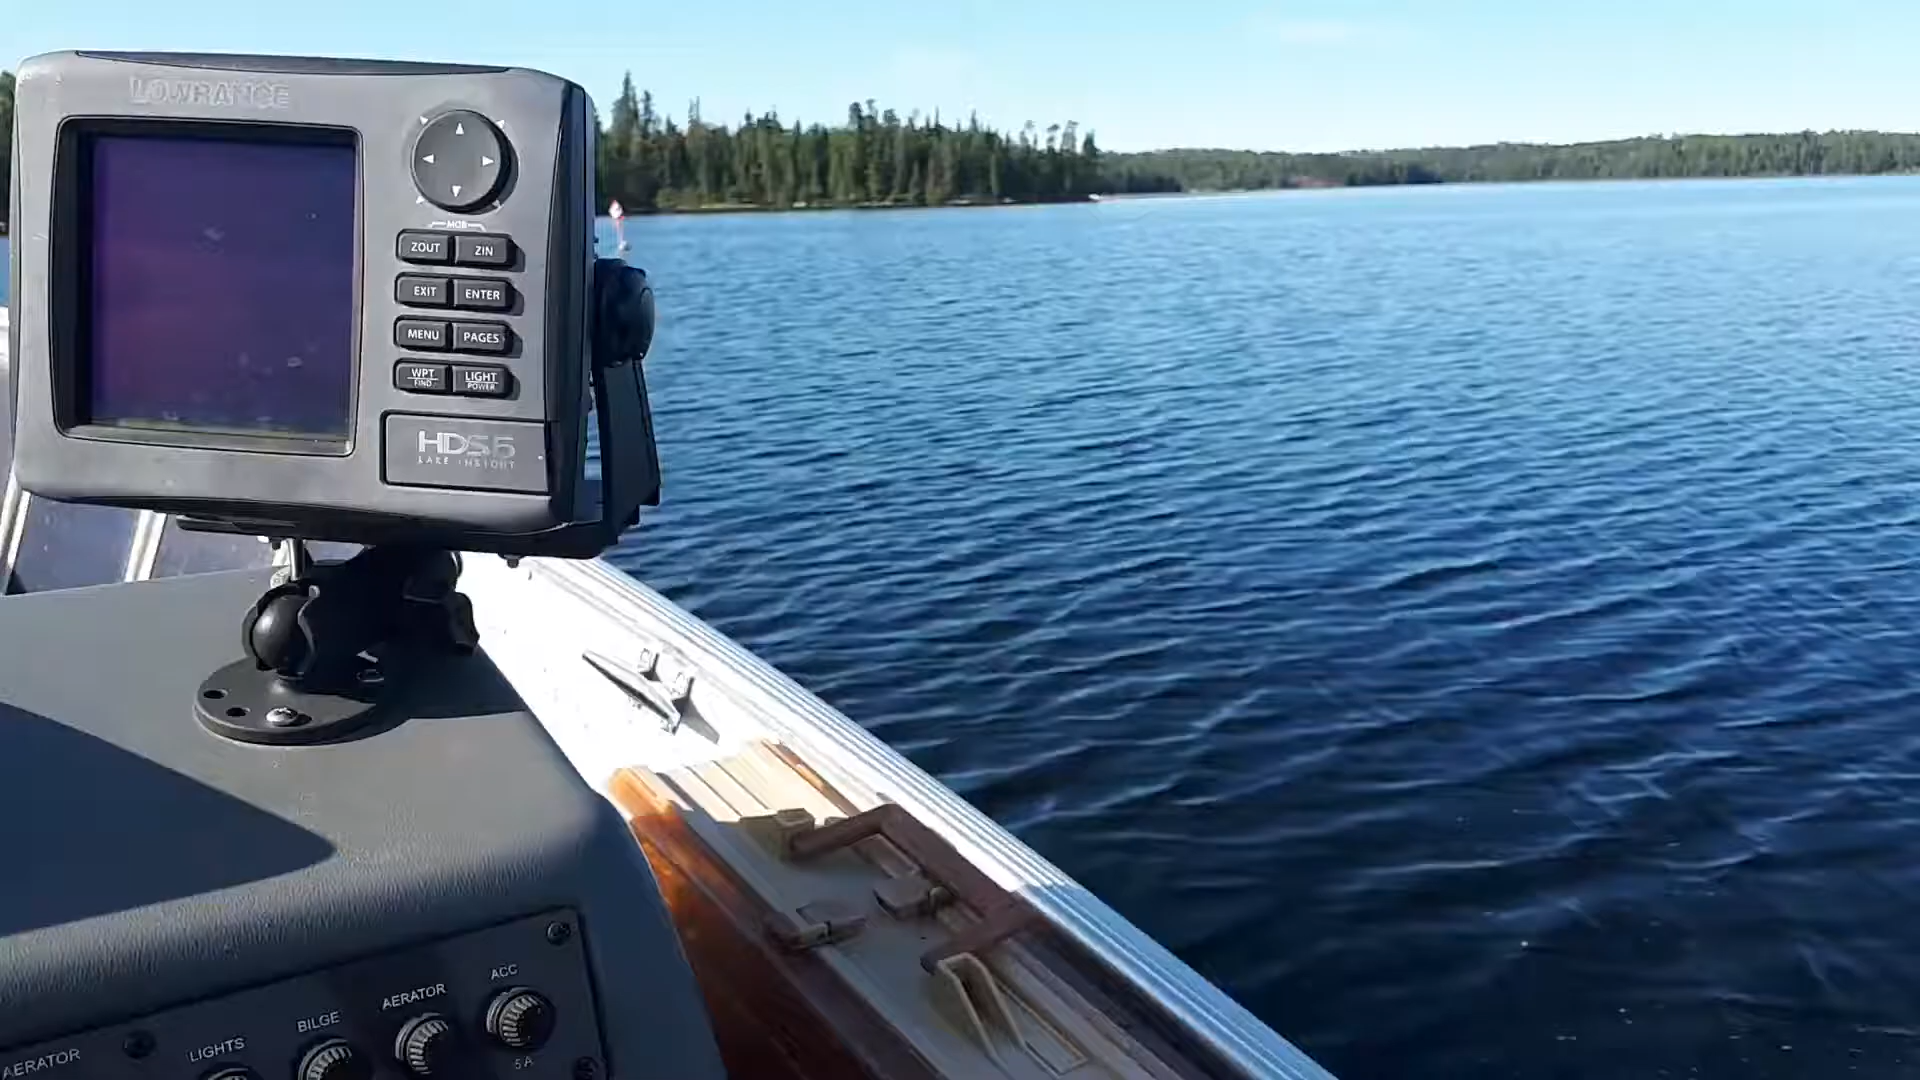 LOWRANCE
MOB
ZOUT ZIN
EXIT ENTER
MENU PAGES
WPT LIGHT
FIND POWER
HDS5
LAKE INSIGHT
ACC
AERATOR
BILGE
LIGHTS
AERATOR
5A